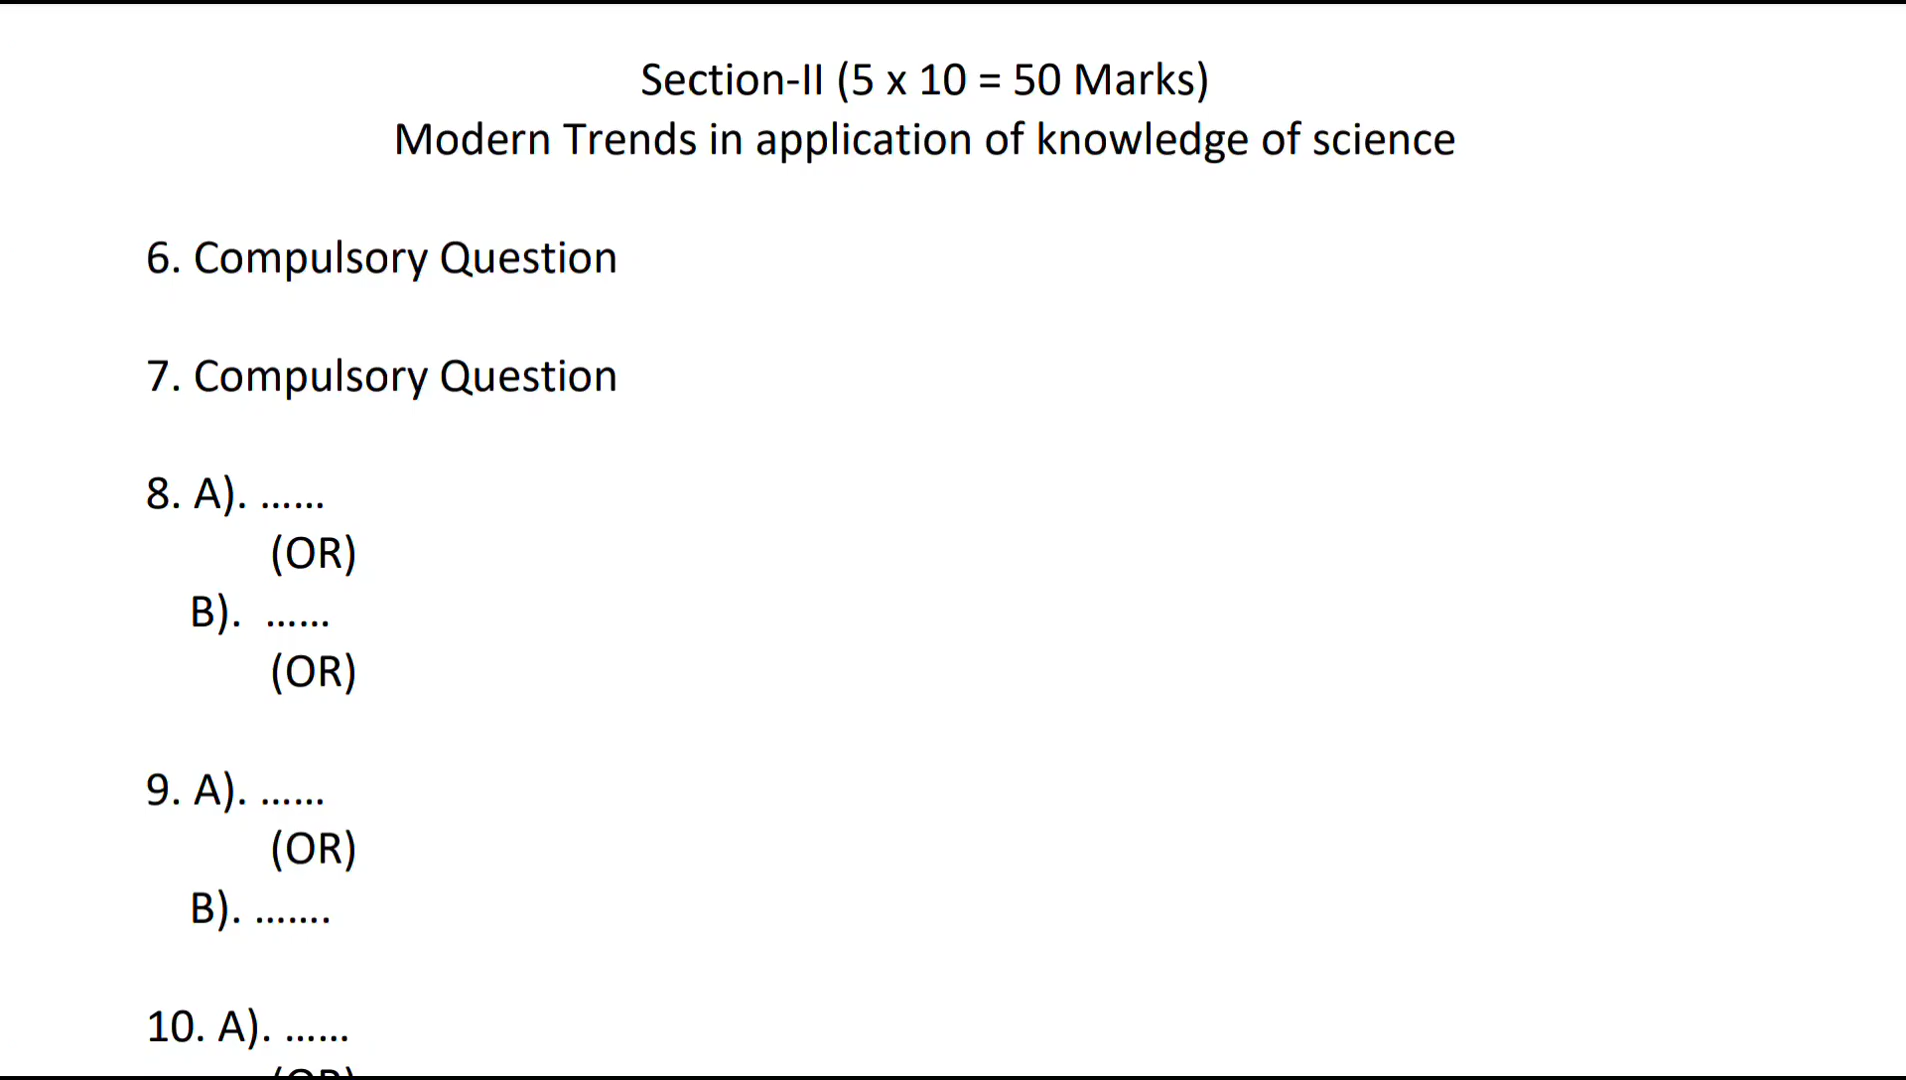 Section-II (5 x 10 = 50 Marks)
Modern Trends in application of knowledge of science
6. Compulsory Question
7. Compulsory Question
8. A). ......
(OR)
B). ......
(OR)
9. A). ......
(OR)
B). .......
10. A). ......
(OR)